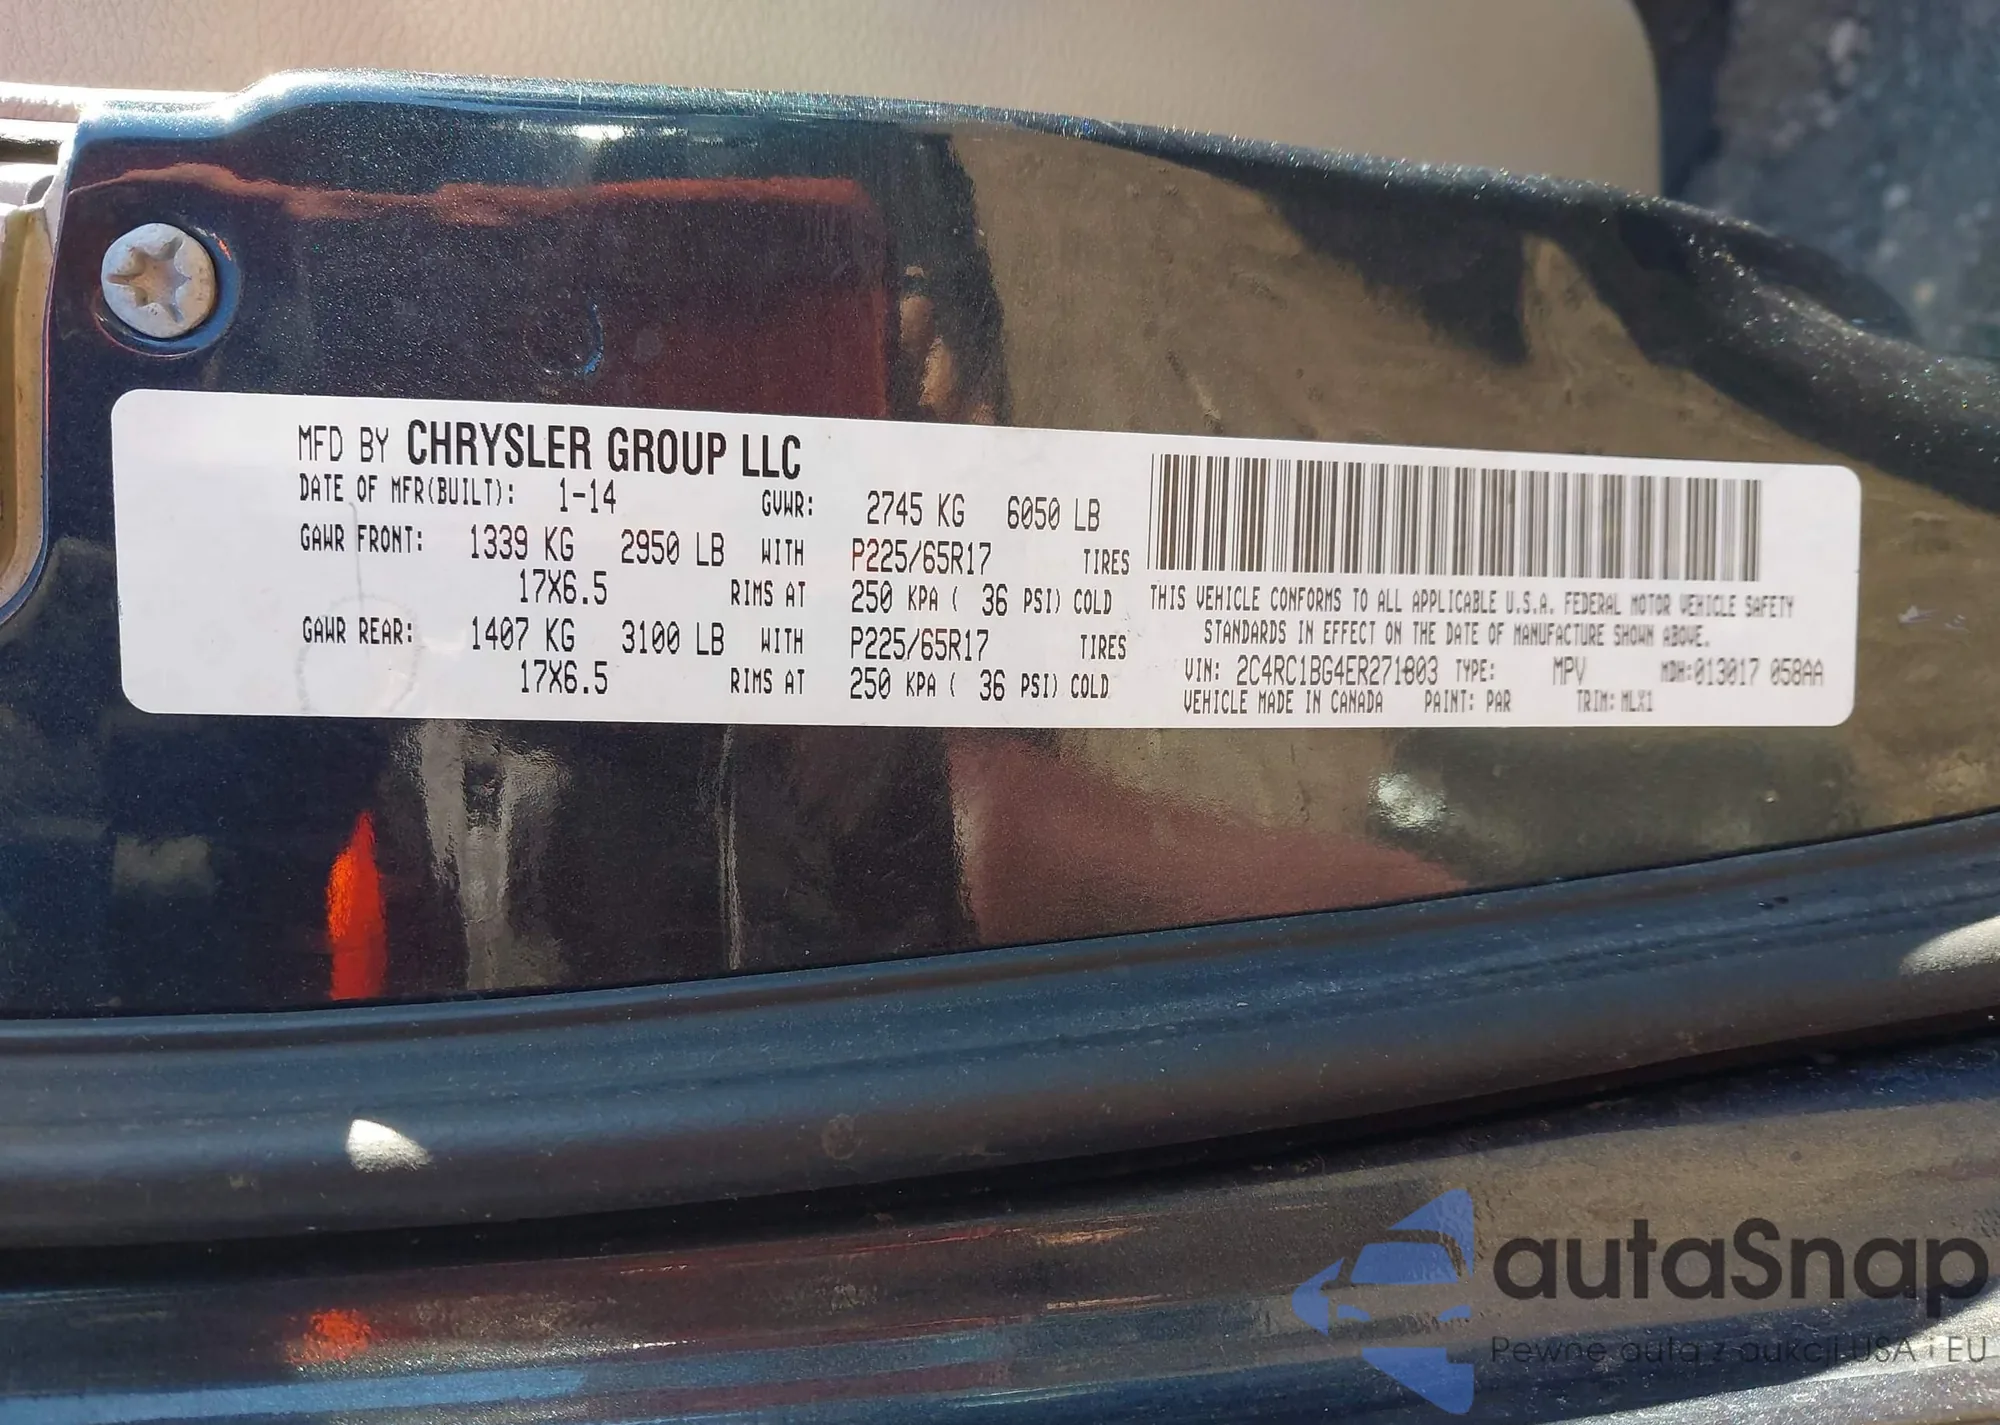 MFD BY CHRYSLER GROUP LLC
DATE OF MFR(BUILT): 1-14 GVWR: 2745 KG 6050 LB
GAWR FRONT: 1339 KG 2950 LB WITH P225/65R17 TIRES
17X6.5 RIMS AT 250 KPA ( 36 PSI) COLD
GAWR REAR: 1407 KG 3100 LB WITH P225/65R17 TIRES
17X6.5 RIMS AT 250 KPA ( 36 PSI) COLD
THIS VEHICLE CONFORMS TO ALL APPLICABLE U.S.A. FEDERAL MOTOR VEHICLE SAFETY
STANDARDS IN EFFECT ON THE DATE OF MANUFACTURE SHOWN ABOVE.
VIN: 2C4RC1BG4ER271803 TYPE: MPV MDH:013017 058AA
VEHICLE MADE IN CANADA PAINT: PAR TRIM: MLX1
autaSnap
Pewne auta z aukcji USA i EU